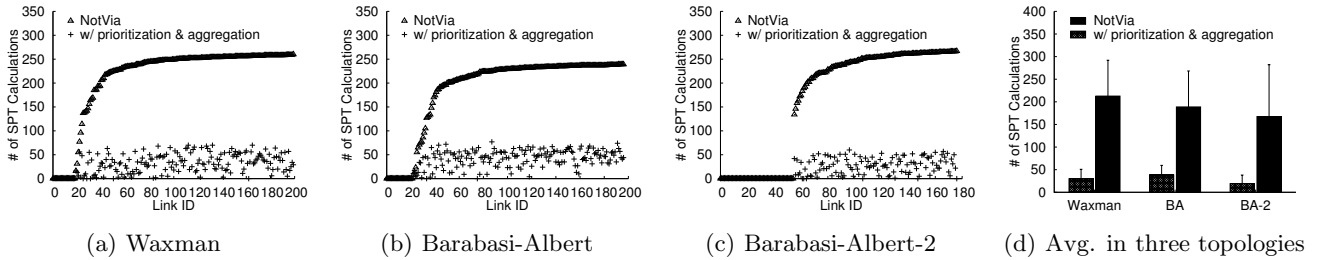 # of SPT Calculations
350
300
250
200
150
100
50
0
NotVia
w/ prioritization & aggregation
0 20 40 60 80 100 120 140 160 180 200
Link ID
(a) Waxman
# of SPT Calculations
350
300
250
200
150
100
50
0
NotVia
w/ prioritization & aggregation
0 20 40 60 80 100 120 140 160 180 200
Link ID
(b) Barabasi-Albert
# of SPT Calculations
350
300
250
200
150
100
50
0
NotVia
w/ prioritization & aggregation
0 20 40 60 80 100 120 140 160 180
Link ID
(c) Barabasi-Albert-2
# of SPT Calculations
400
350
300
250
200
150
100
50
0
NotVia
w/ prioritization & aggregation
Waxman BA BA-2
(d) Avg. in three topologies